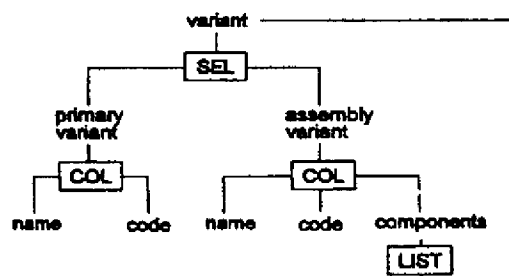 variant
SEL
primary assembly
variant variant
COL COL
name code name code components
LIST